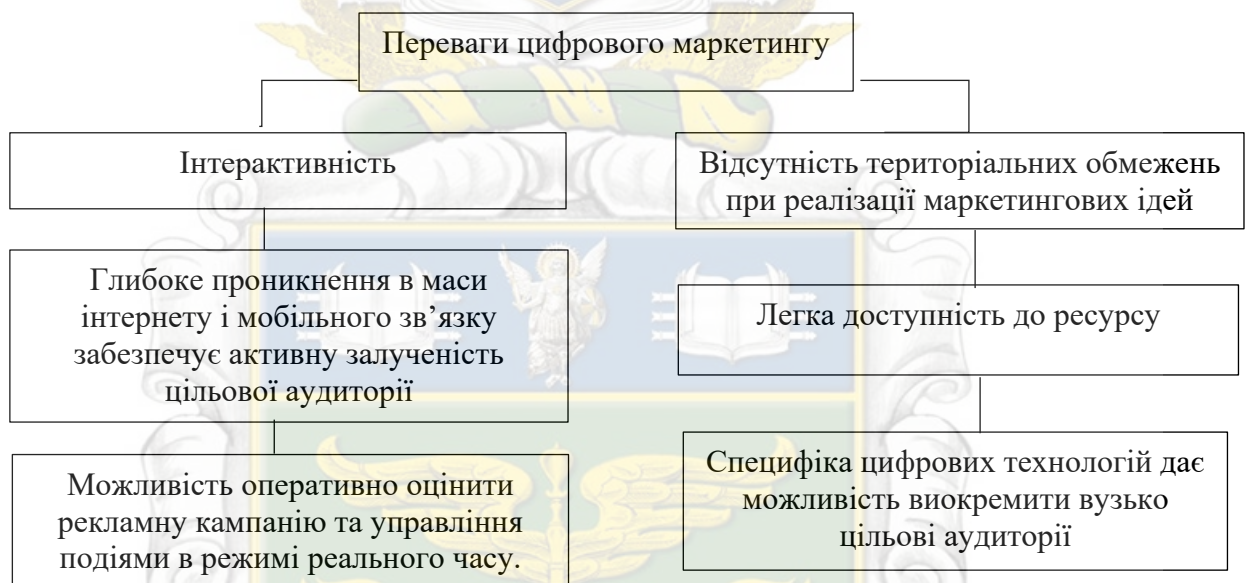 Переваги цифрового маркетингу
Інтерактивність
Глибоке проникнення в маси
інтернету і мобільного зв’язку
забезпечує активну залученість
цільової аудиторії
Можливість оперативно оцінити
рекламну кампанію та управління
подіями в режимі реального часу.
Відсутність територіальних обмежень
при реалізації маркетингових ідей
Легка доступність до ресурсу
Специфіка цифрових технологій дає
можливість виокремити вузько
цільові аудиторії